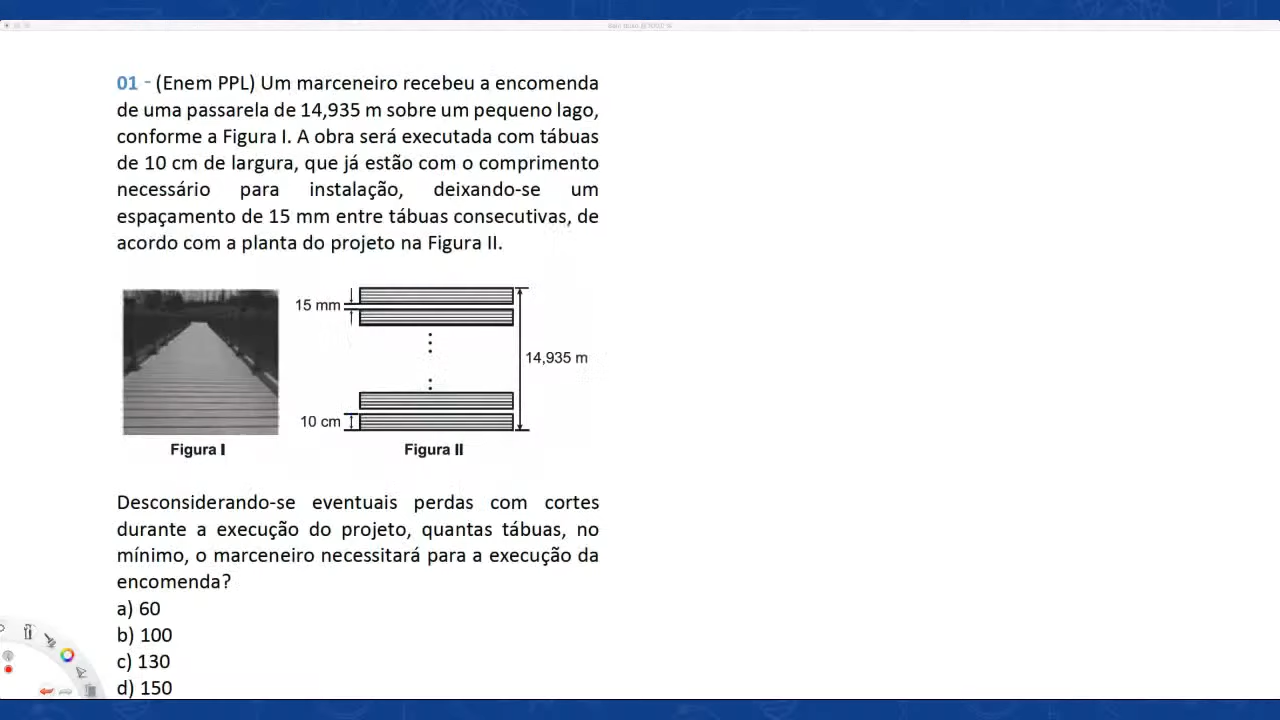 01 - (Enem PPL) Um marceneiro recebeu a encomenda
de uma passarela de 14,935 m sobre um pequeno lago,
conforme a Figura I. A obra será executada com tábuas
de 10 cm de largura, que já estão com o comprimento
necessário para instalação, deixando-se um
espaçamento de 15 mm entre tábuas consecutivas, de
acordo com a planta do projeto na Figura II.
15 mm
14,935 m
10 cm
Figura I
Figura II
Desconsiderando-se eventuais perdas com cortes
durante a execução do projeto, quantas tábuas, no
mínimo, o marceneiro necessitará para a execução da
encomenda?
a) 60
b) 100
c) 130
d) 150